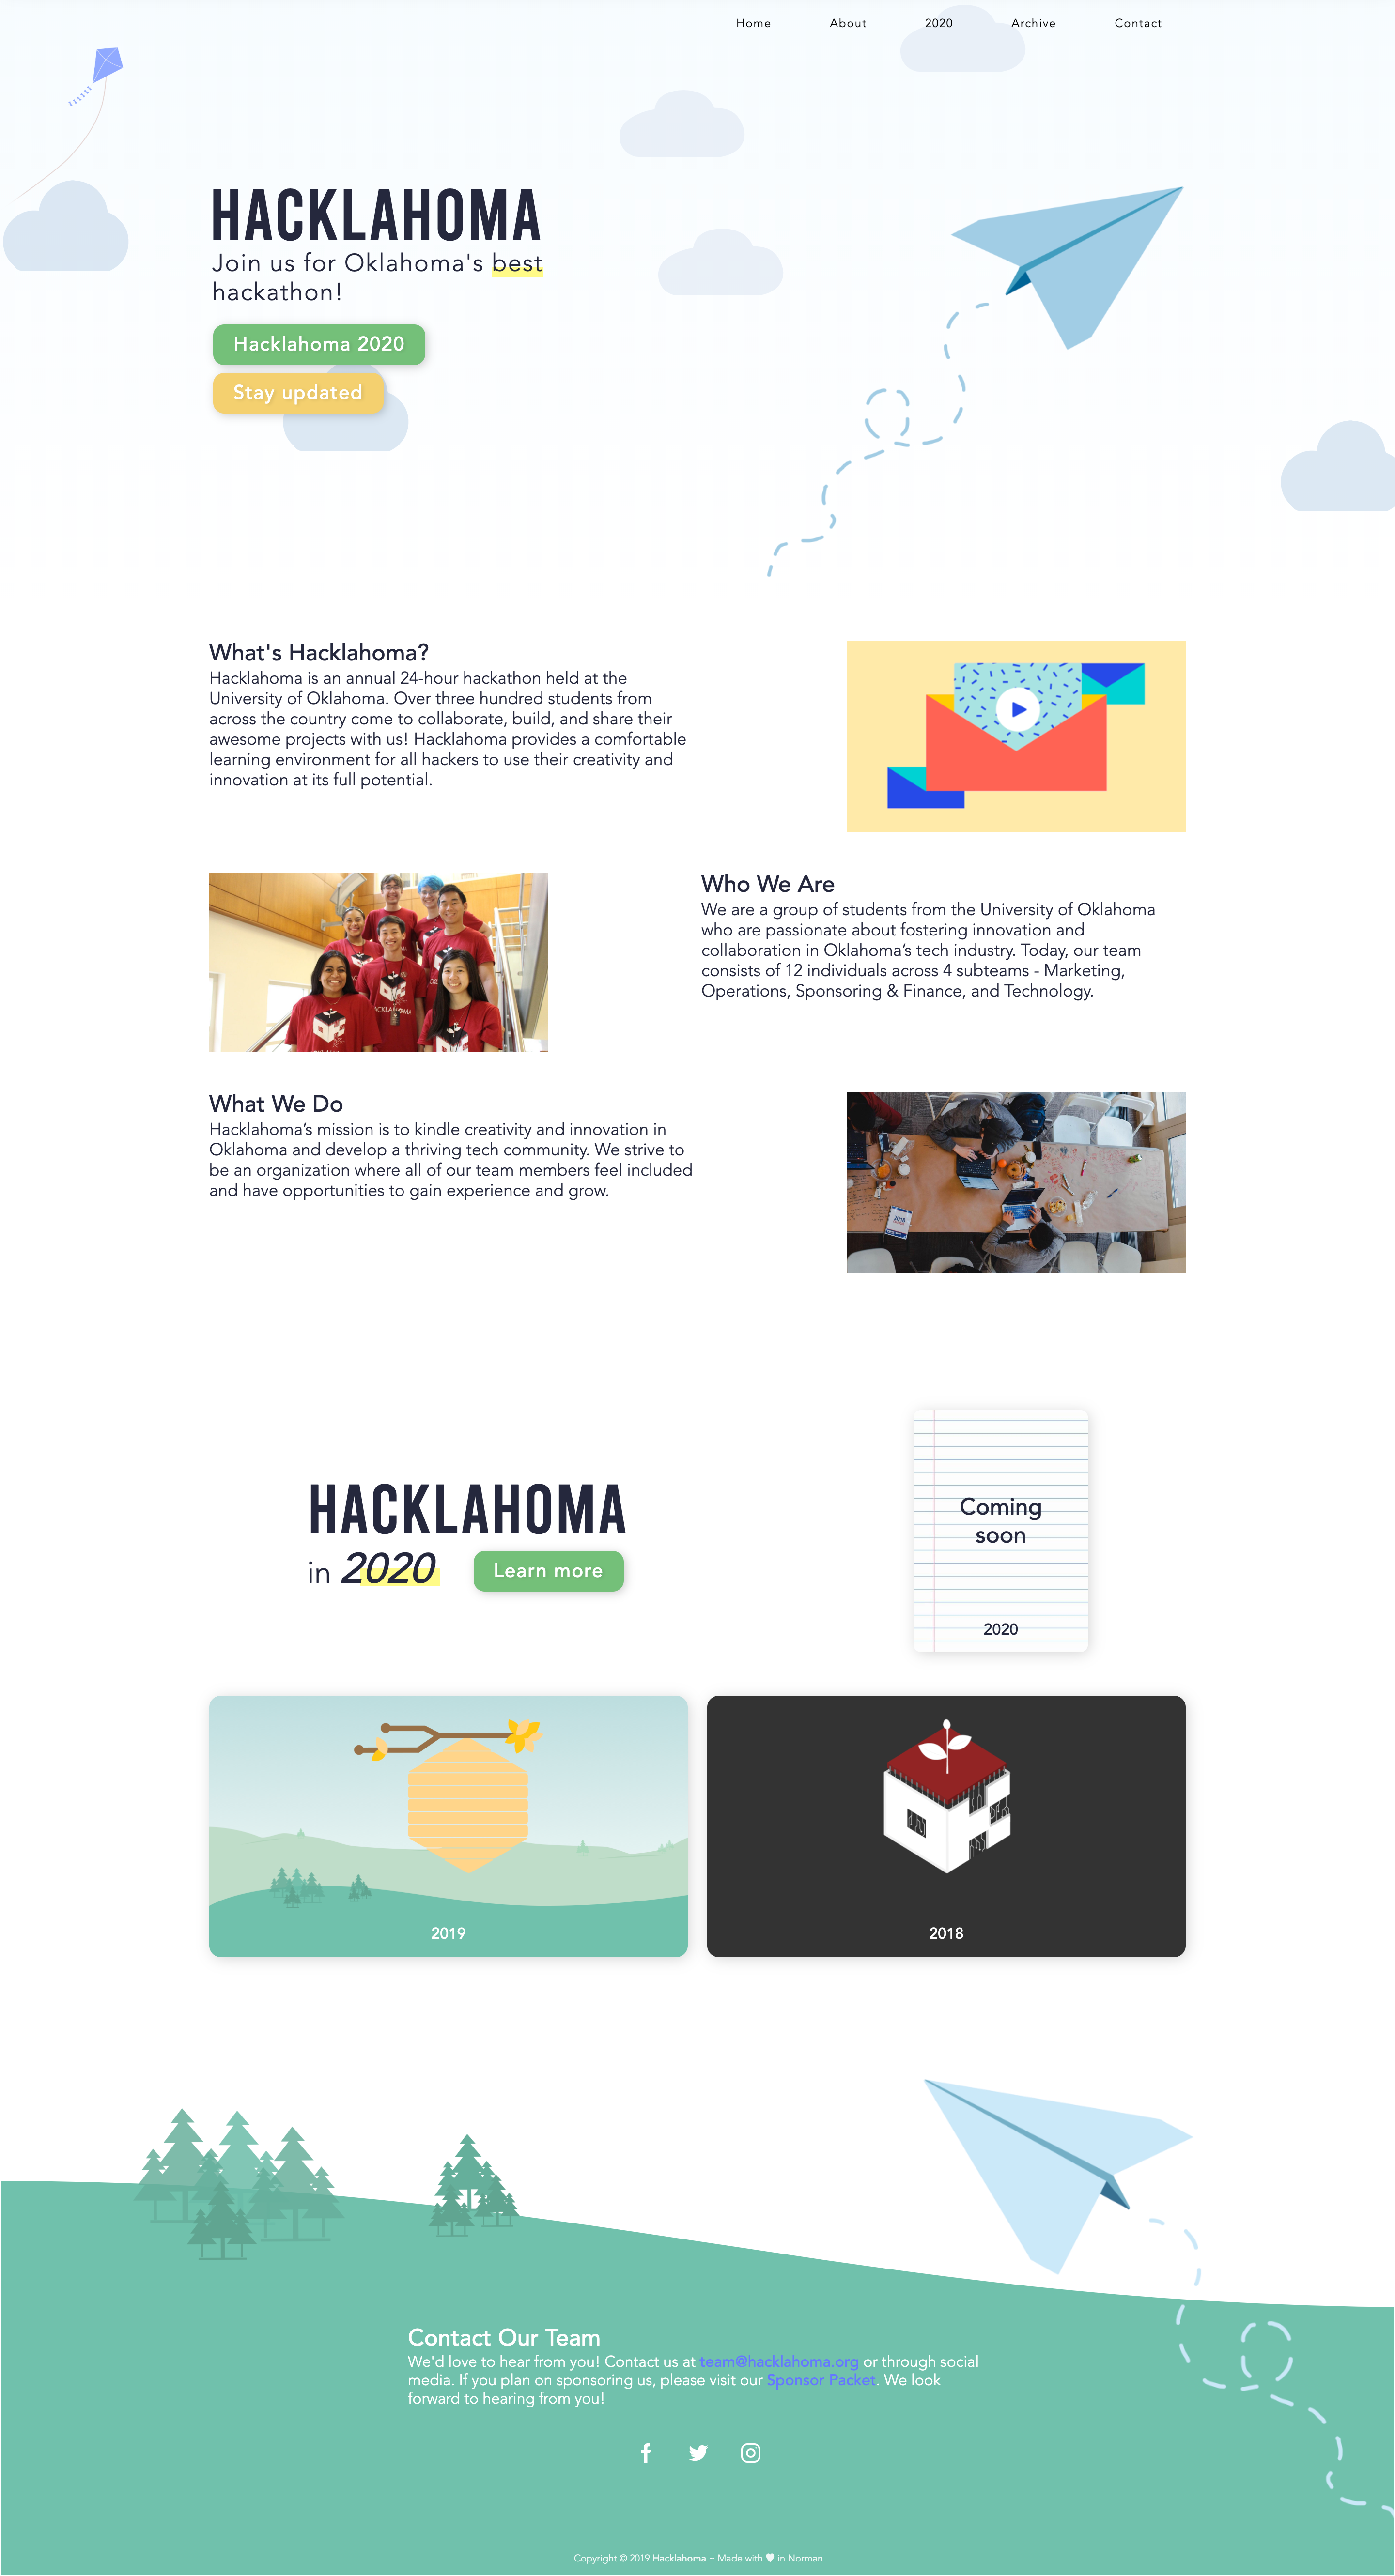 Home About 2020 Archive Contact
HACKLAHOMA
Join us for Oklahoma's best
hackathon!
Hacklahoma 2020
Stay updated
What's Hacklahoma?
Hacklahoma is an annual 24-hour hackathon held at the
University of Oklahoma. Over three hundred students from
across the country come to collaborate, build, and share their
awesome projects with us! Hacklahoma provides a comfortable
learning environment for all hackers to use their creativity and
innovation at its full potential.
Who We Are
We are a group of students from the University of Oklahoma
who are passionate about fostering innovation and
collaboration in Oklahoma’s tech industry. Today, our team
consists of 12 individuals across 4 subteams - Marketing,
Operations, Sponsoring & Finance, and Technology.
What We Do
Hacklahoma’s mission is to kindle creativity and innovation in
Oklahoma and develop a thriving tech community. We strive to
be an organization where all of our team members feel included
and have opportunities to gain experience and grow.
2018
HACKLAHOMA
in 2020 Learn more
Coming
soon
2020
2019
OK
2018
Contact Our Team
We'd love to hear from you! Contact us at team@hacklahoma.org or through social
media. If you plan on sponsoring us, please visit our Sponsor Packet. We look
forward to hearing from you!
Copyright © 2019 Hacklahoma ~ Made with ♥ in Norman